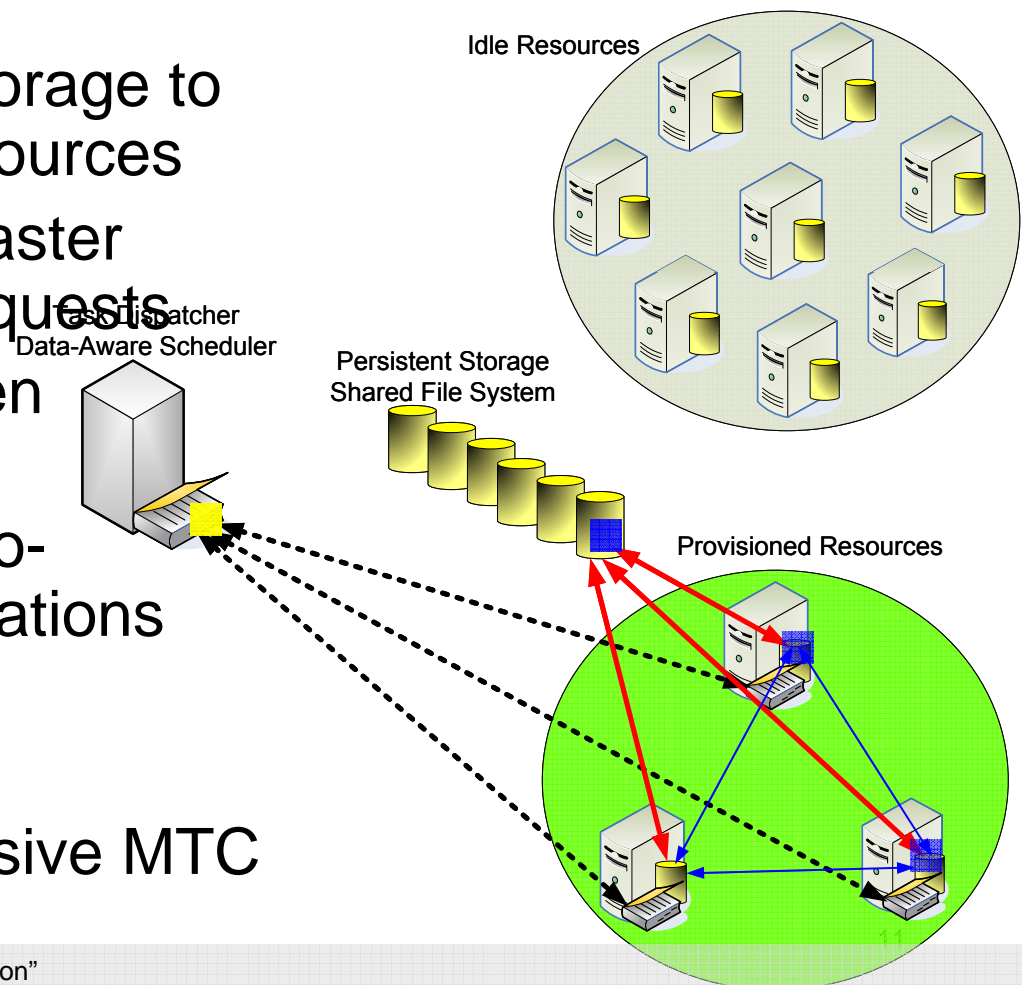 orage to
ources
aster
quests
en
o-
ations
sive MTC
Idle Resources
Task Dispatcher
Data-Aware Scheduler
Persistent Storage
Shared File System
Provisioned Resources
11
on”